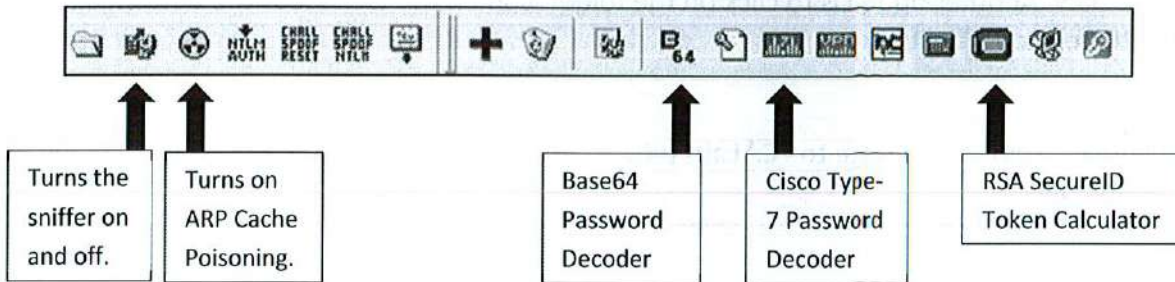 NTLM AUTH
CHALL SPOOF RESET
CHALL SPOOF NTLM
B 64
Turns the
sniffer on
and off.
Turns on
ARP Cache
Poisoning.
Base64
Password
Decoder
Cisco Type-
7 Password
Decoder
RSA SecureID
Token Calculator